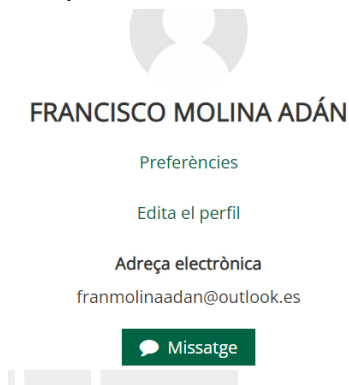 FRANCISCO MOLINA ADÁN
Preferències
Edita el perfil
Adreça electrònica
franmolinaadan@outlook.es
Missatge